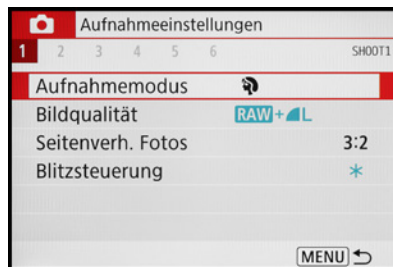 Aufnahmeeinstellungen
1 2 3 4 5 6 SHOOT1
Aufnahmemodus
Bildqualität RAW+L
Seitenverh. Fotos 3:2
Blitzsteuerung
MENU